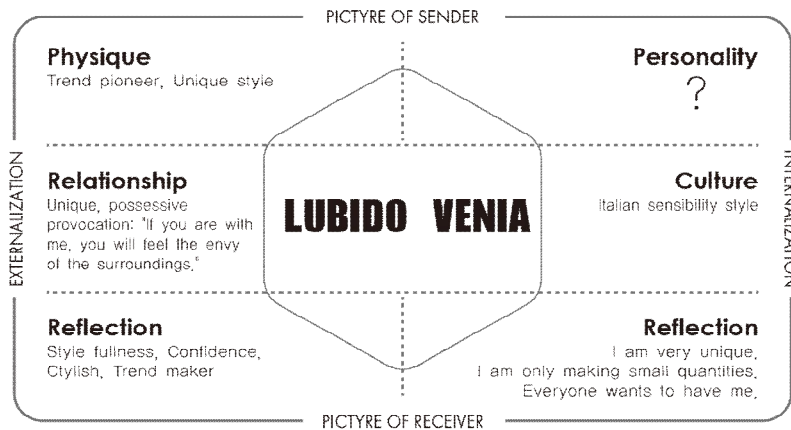 PICTYRE OF SENDER
Physique
Trend pioneer, Unique style
Personality
?
EXTERNALIZATION
Relationship
Unique, possessive
provocation: "If you are with
me, you will feel the envy
of the surroundings."
LUBIDO VENIA
Culture
Italian sensibility style
INTERNALIZATION
Reflection
Style fullness, Confidence,
Ctylish, Trend maker
Reflection
I am very unique.
I am only making small quantities.
Everyone wants to have me.
PICTYRE OF RECEIVER